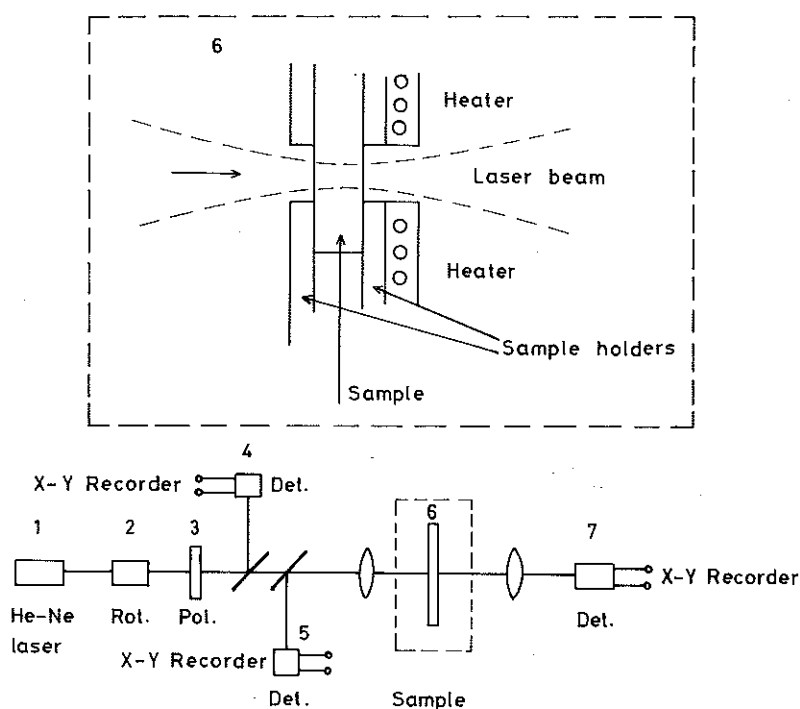 6
Heater
Laser beam
Heater
Sample holders
Sample
4
X-Y Recorder Det.
1 2 3 6 7
X-Y Recorder
He-Ne laser
Rot. Pol. 5 Det.
X-Y Recorder
Det. Sample